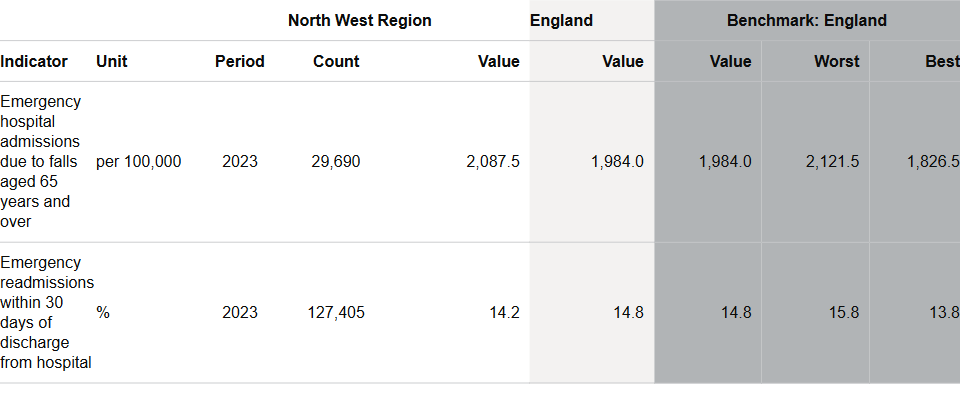 North West Region England Benchmark: England
Indicator Unit Period Count Value Value Value Worst Best
Emergency
hospital
admissions
due to falls per 100,000 2023 29,690 2,087.5 1,984.0 1,984.0 2,121.5 1,826.5
aged 65
years and
over
Emergency
readmissions
within 30
days of % 2023 127,405 14.2 14.8 14.8 15.8 13.8
discharge
from hospital